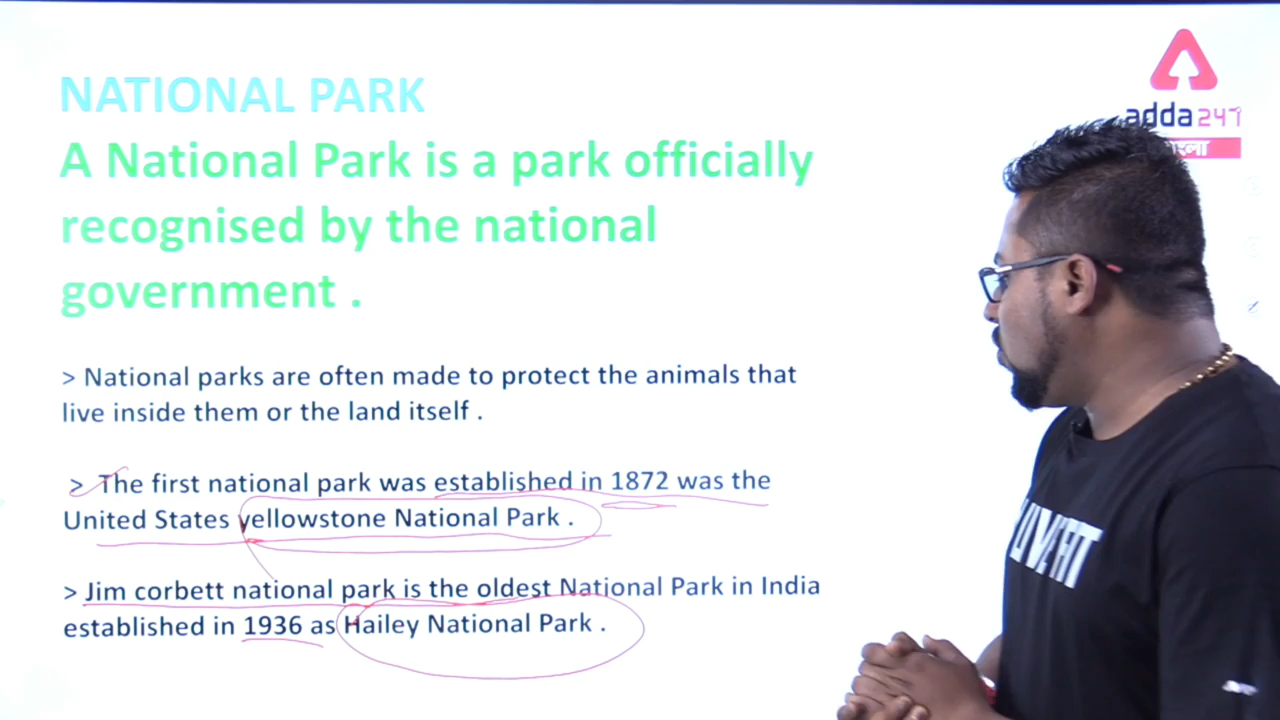 NATIONAL PARK
adda247
A National Park is a park officially
recognised by the national
government .
> National parks are often made to protect the animals that
live inside them or the land itself .
> The first national park was established in 1872 was the
United States yellowstone National Park .
> Jim corbett national park is the oldest National Park in India
established in 1936 as Hailey National Park .